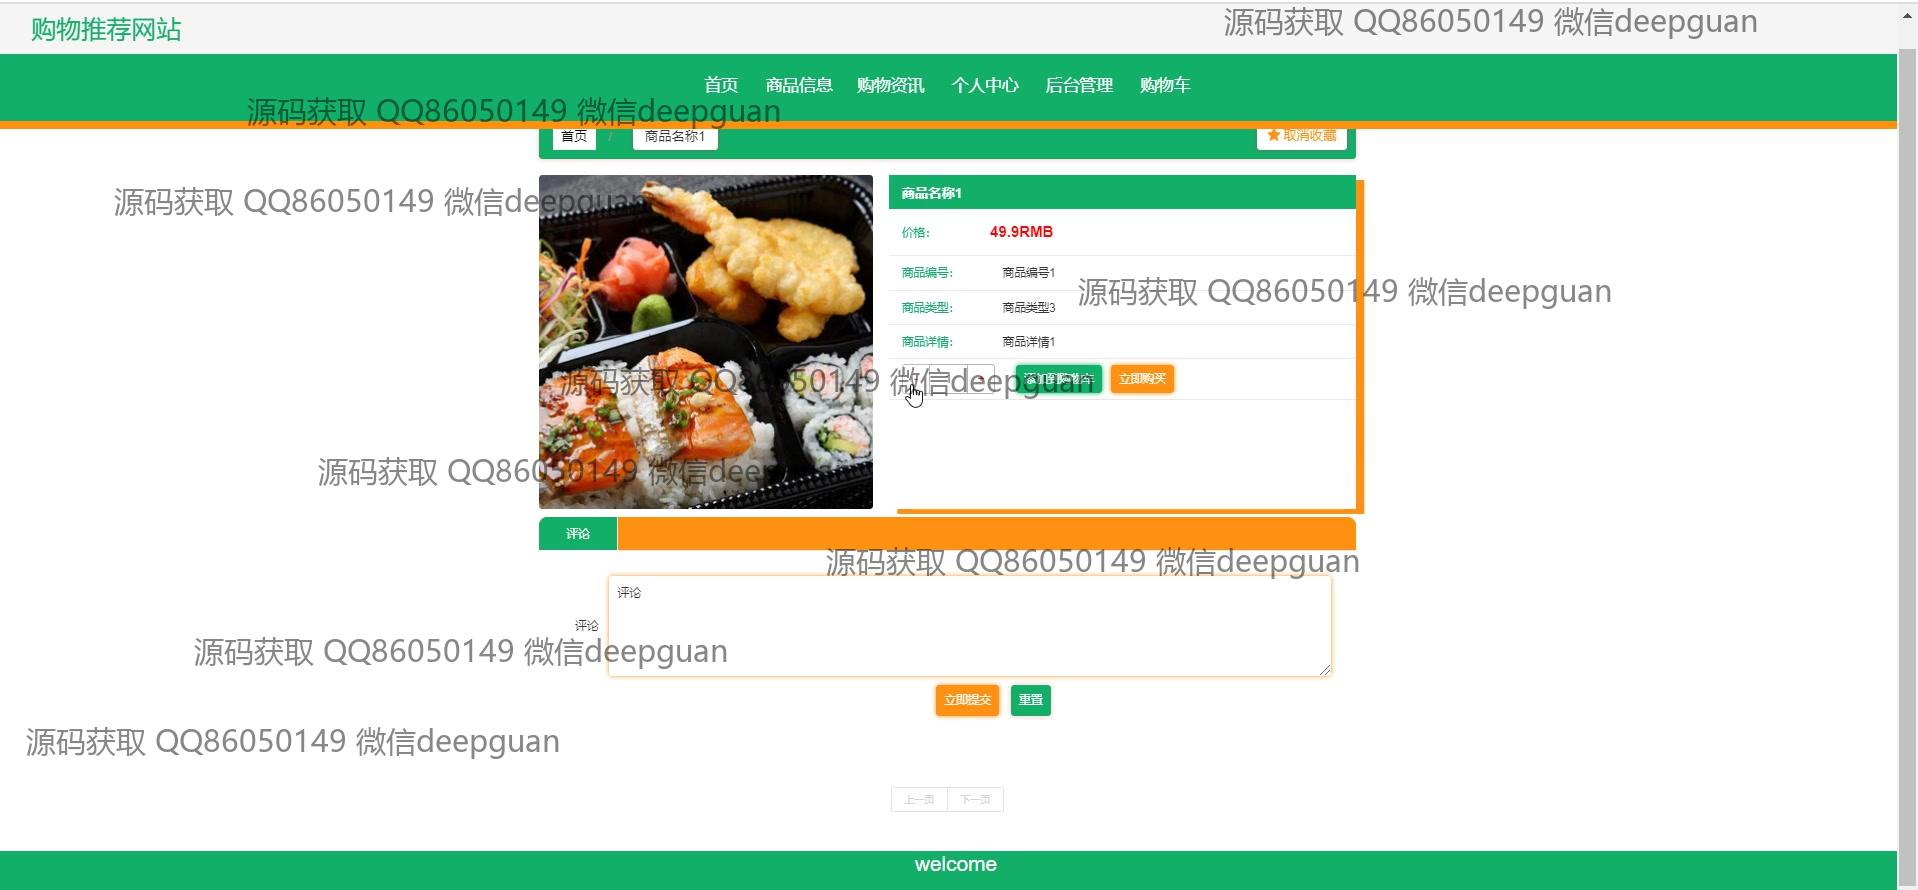 购物推荐网站
源码获取 QQ86050149 微信deepguan
首页 商品信息 购物资讯 个人中心 后台管理 购物车
源码获取 QQ86050149 微信deepguan
首页 / 商品名称1 取消收藏
源码获取 QQ86050149 微信deepguan
商品名称1
价格: 49.9RMB
商品编号: 商品编号1
源码获取 QQ86050149 微信deepguan
商品类型: 商品类型3
商品详情: 商品详情1
源码获取 QQ86050149 微信deepguan
添加到购物车 立即购买
源码获取 QQ86050149 微信deepguan
评论
源码获取 QQ86050149 微信deepguan
评论
评论
源码获取 QQ86050149 微信deepguan
立即提交 重置
源码获取 QQ86050149 微信deepguan
上一页 下一页
welcome